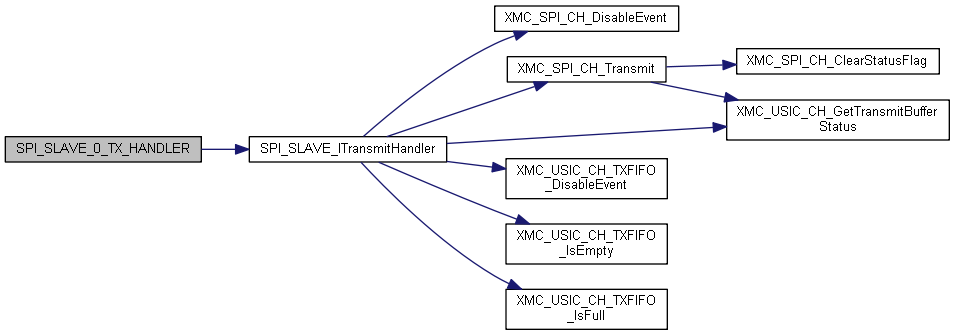 XMC_SPI_CH_DisableEvent
XMC_SPI_CH_Transmit
XMC_SPI_CH_ClearStatusFlag
XMC_USIC_CH_GetTransmitBuffer
Status
SPI_SLAVE_0_TX_HANDLER
SPI_SLAVE_lTransmitHandler
XMC_USIC_CH_TXFIFO
_DisableEvent
XMC_USIC_CH_TXFIFO
_IsEmpty
XMC_USIC_CH_TXFIFO
_IsFull